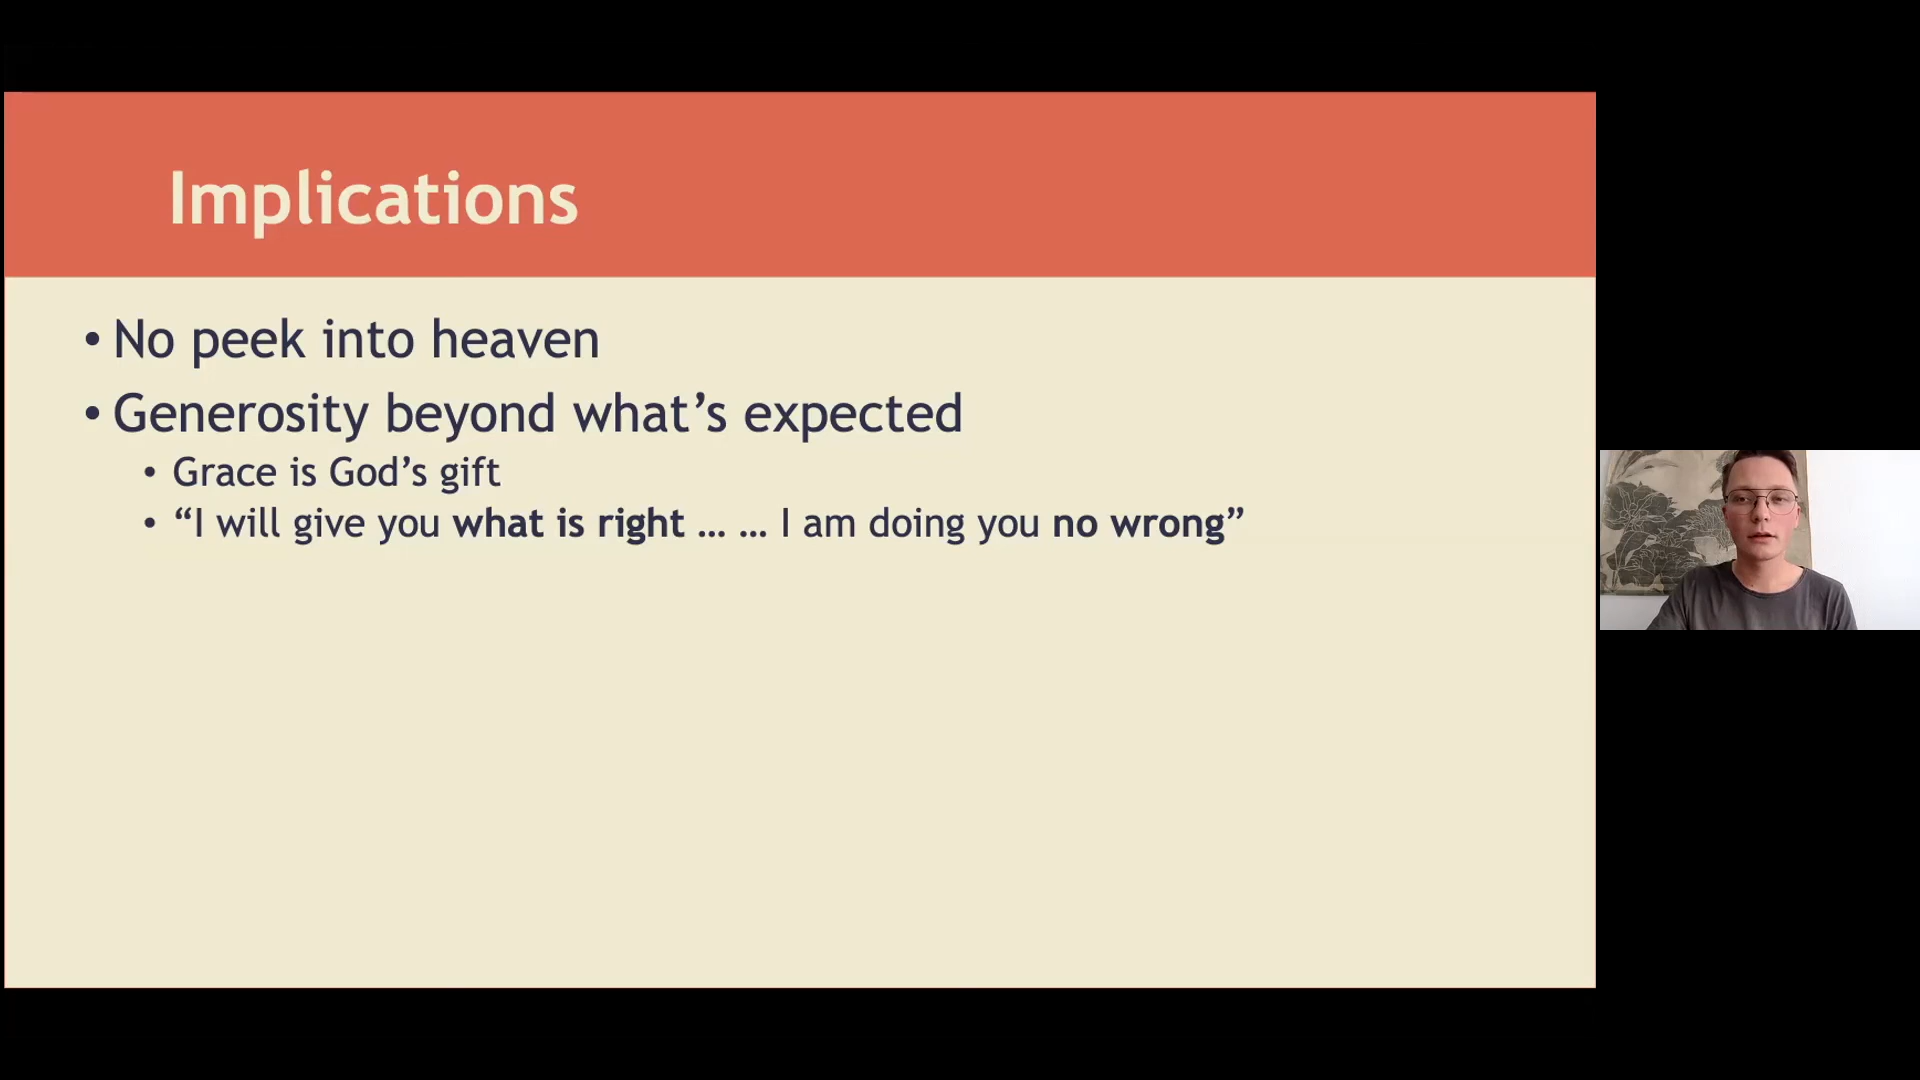 Implications
• No peek into heaven
• Generosity beyond what’s expected
• Grace is God’s gift
• “I will give you what is right … … I am doing you no wrong”